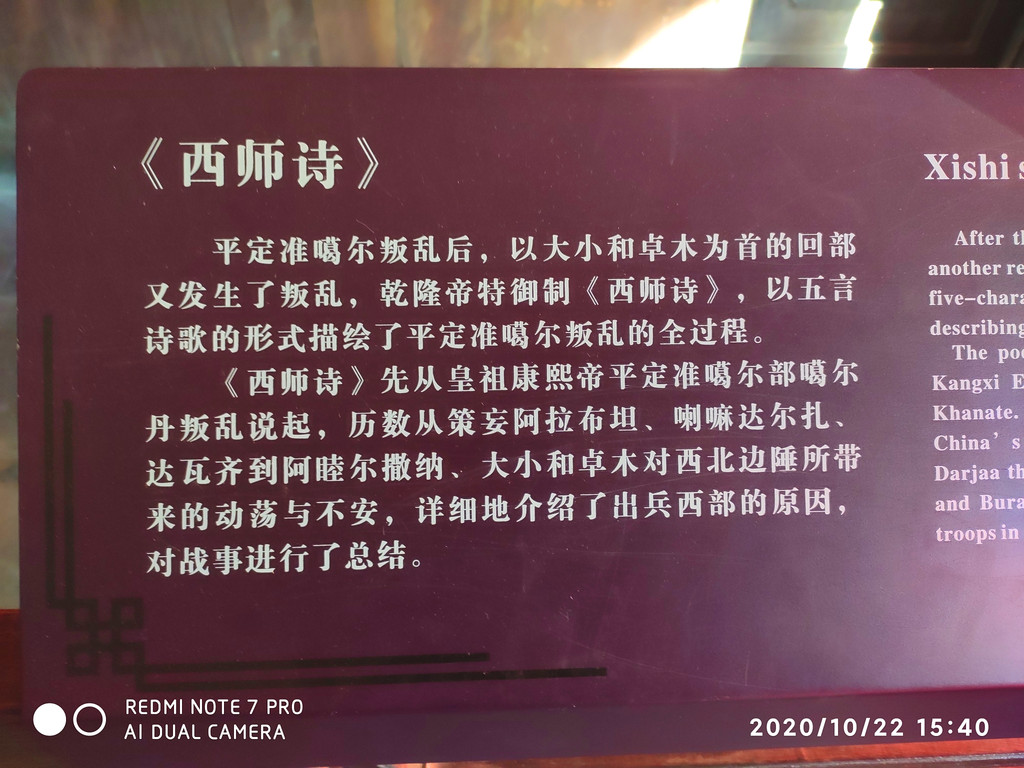 《西师诗》
平定准噶尔叛乱后，以大小和卓木为首的回部
又发生了叛乱，乾隆帝特御制《西师诗》，以五言
诗歌的形式描绘了平定准噶尔叛乱的全过程。
《西师诗》先从皇祖康熙帝平定准噶尔部噶尔
丹叛乱说起，历数从策妄阿拉布坦、喇嘛达尔扎、
达瓦齐到阿睦尔撒纳、大小和卓木对西北边陲所带
来的动荡与不安，详细地介绍了出兵西部的原因，
对战事进行了总结。
Xishi s
After th
another re
five-chara
describing
The poe
Kangxi E
Khanate.
China's
Darjaa th
and Bura
troops in
REDMI NOTE 7 PRO
AI DUAL CAMERA
2020/10/22 15:40